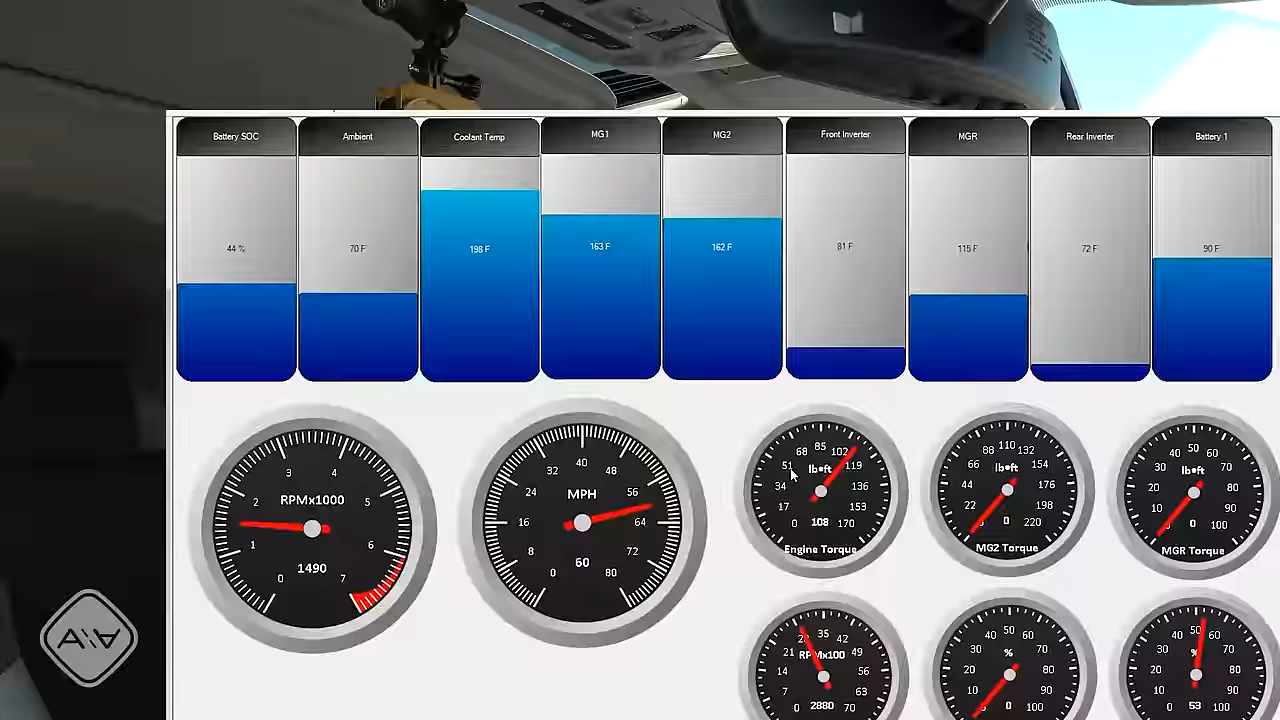 Battery SOC
Ambient
Coolant Temp
MG1
MG2
Front Inverter
MGR
Rear Inverter
Battery 1
44 %
70 F
198 F
163 F
162 F
81 F
115 F
72 F
90 F
0 1 2 3 4 5 6 7
RPMx1000
1490
0 8 16 24 32 40 48 56 64 72 80
MPH
60
0 17 34 51 68 85 102 119 136 153 170
lb•ft
108
Engine Torque
0 22 44 66 88 110 132 154 176 198 220
lb•ft
0
MG2 Torque
0 10 20 30 40 50 60 70 80 90 100
lb•ft
0
MGR Torque
0 7 14 21 28 35 42 49 56 63 70
RPMx100
2880
0 10 20 30 40 50 60 70 80 90 100
%
0
0 10 20 30 40 50 60 70 80 90 100
%
53